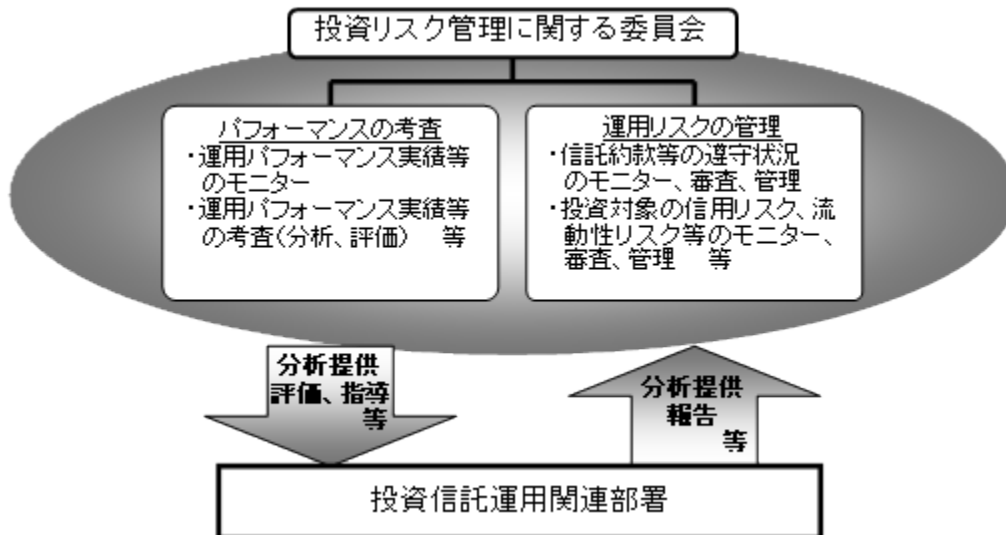 投資リスク管理に関する委員会
パフォーマンスの考査
・運用パフォーマンス実績等
のモニター
・運用パフォーマンス実績等
の考査(分析、評価)　等
運用リスクの管理
・信託約款等の遵守状況
のモニター、審査、管理
・投資対象の信用リスク、流
動性リスク等のモニター、
審査、管理　等
分析提供
評価、指導
等
分析提供
報告
等
投資信託運用関連部署